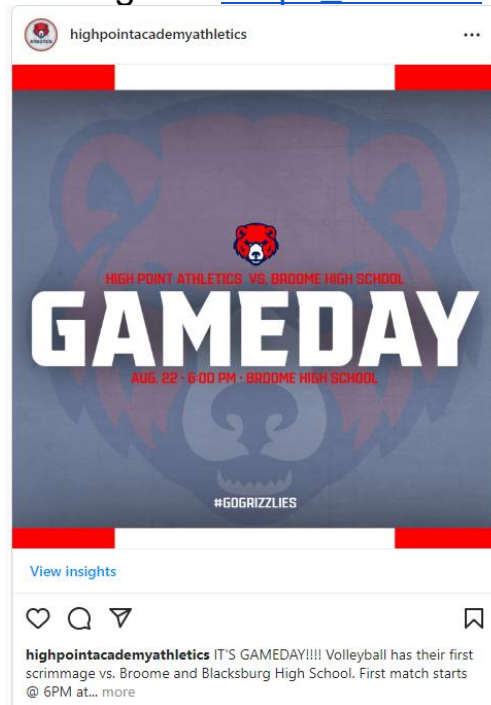 highpointacademyathletics
HIGH POINT ATHLETICS VS. BROOME HIGH SCHOOL
GAMEDAY
AUG. 22 · 6:00 PM · BROOME HIGH SCHOOL
#GOGRIZZLIES
View insights
highpointacademyathletics IT'S GAMEDAY!!!! Volleyball has their first
scrimmage vs. Broome and Blacksburg High School. First match starts
@ 6PM at... more